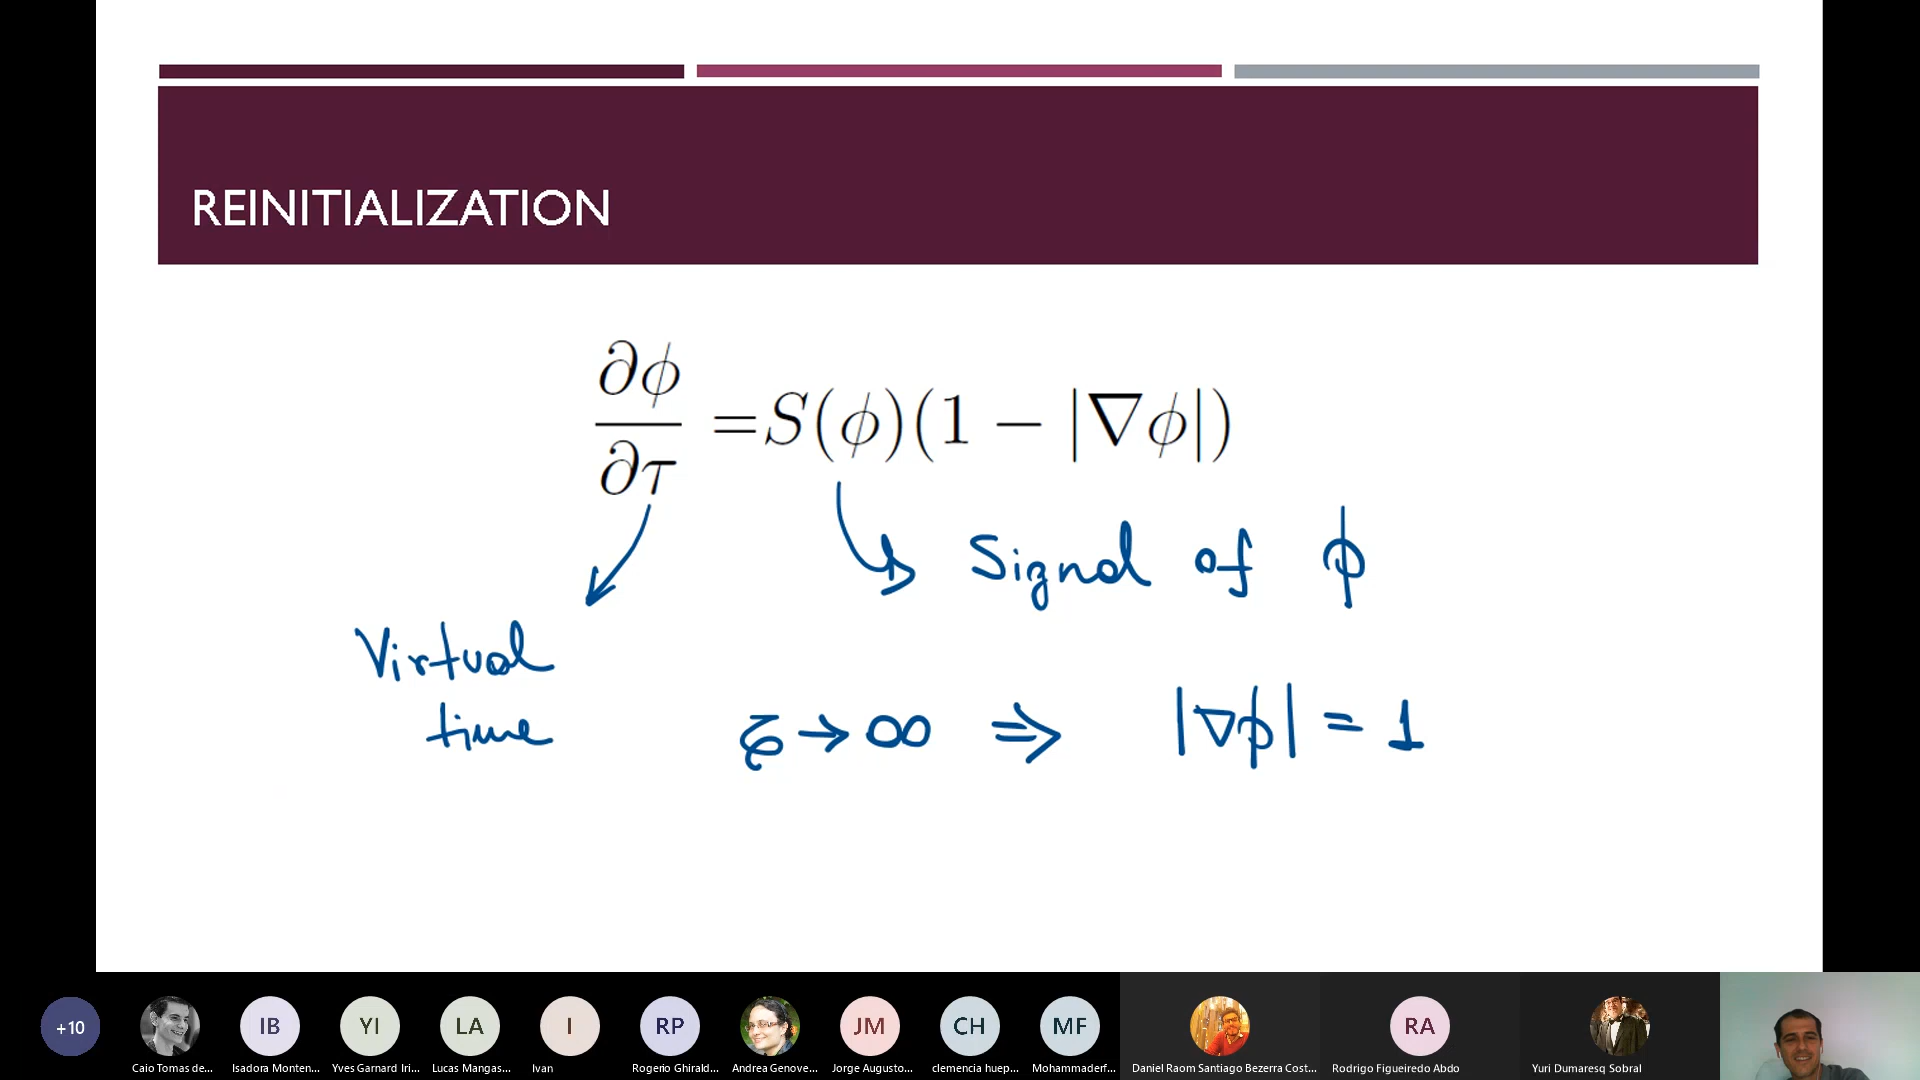 REINITIALIZATION
∂φ/∂τ = S(φ)(1 − |∇φ|)
Signal of φ
Virtual
time
τ → ∞ ⇒ |∇φ| = 1
+10
IB
YI
LA
I
RP
JM
CH
MF
RA
Caio Tomas de...
Isadora Monten...
Yves Garnard Iri...
Lucas Mangas...
Ivan
Rogerio Ghirald...
Andrea Genove...
Jorge Augusto...
clemencia huep...
Mohammaderf...
Daniel Raom Santiago Bezerra Cost...
Rodrigo Figueiredo Abdo
Yuri Dumaresq Sobral